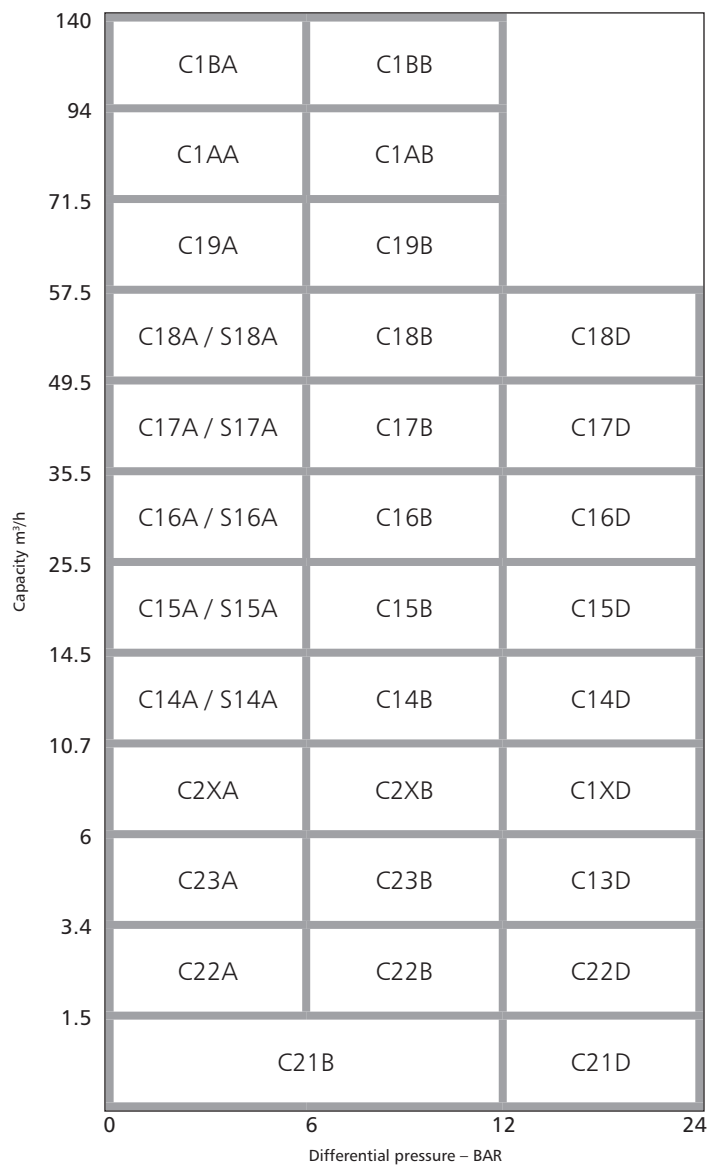 140
C1BA C1BB
94
C1AA C1AB
71.5
C19A C19B
57.5
C18A / S18A C18B C18D
49.5
C17A / S17A C17B C17D
35.5
C16A / S16A C16B C16D
25.5
C15A / S15A C15B C15D
14.5
C14A / S14A C14B C14D
10.7
C2XA C2XB C1XD
6
C23A C23B C13D
3.4
C22A C22B C22D
1.5
C21B C21D
0 6 12 24
Capacity m³/h
Differential pressure – BAR